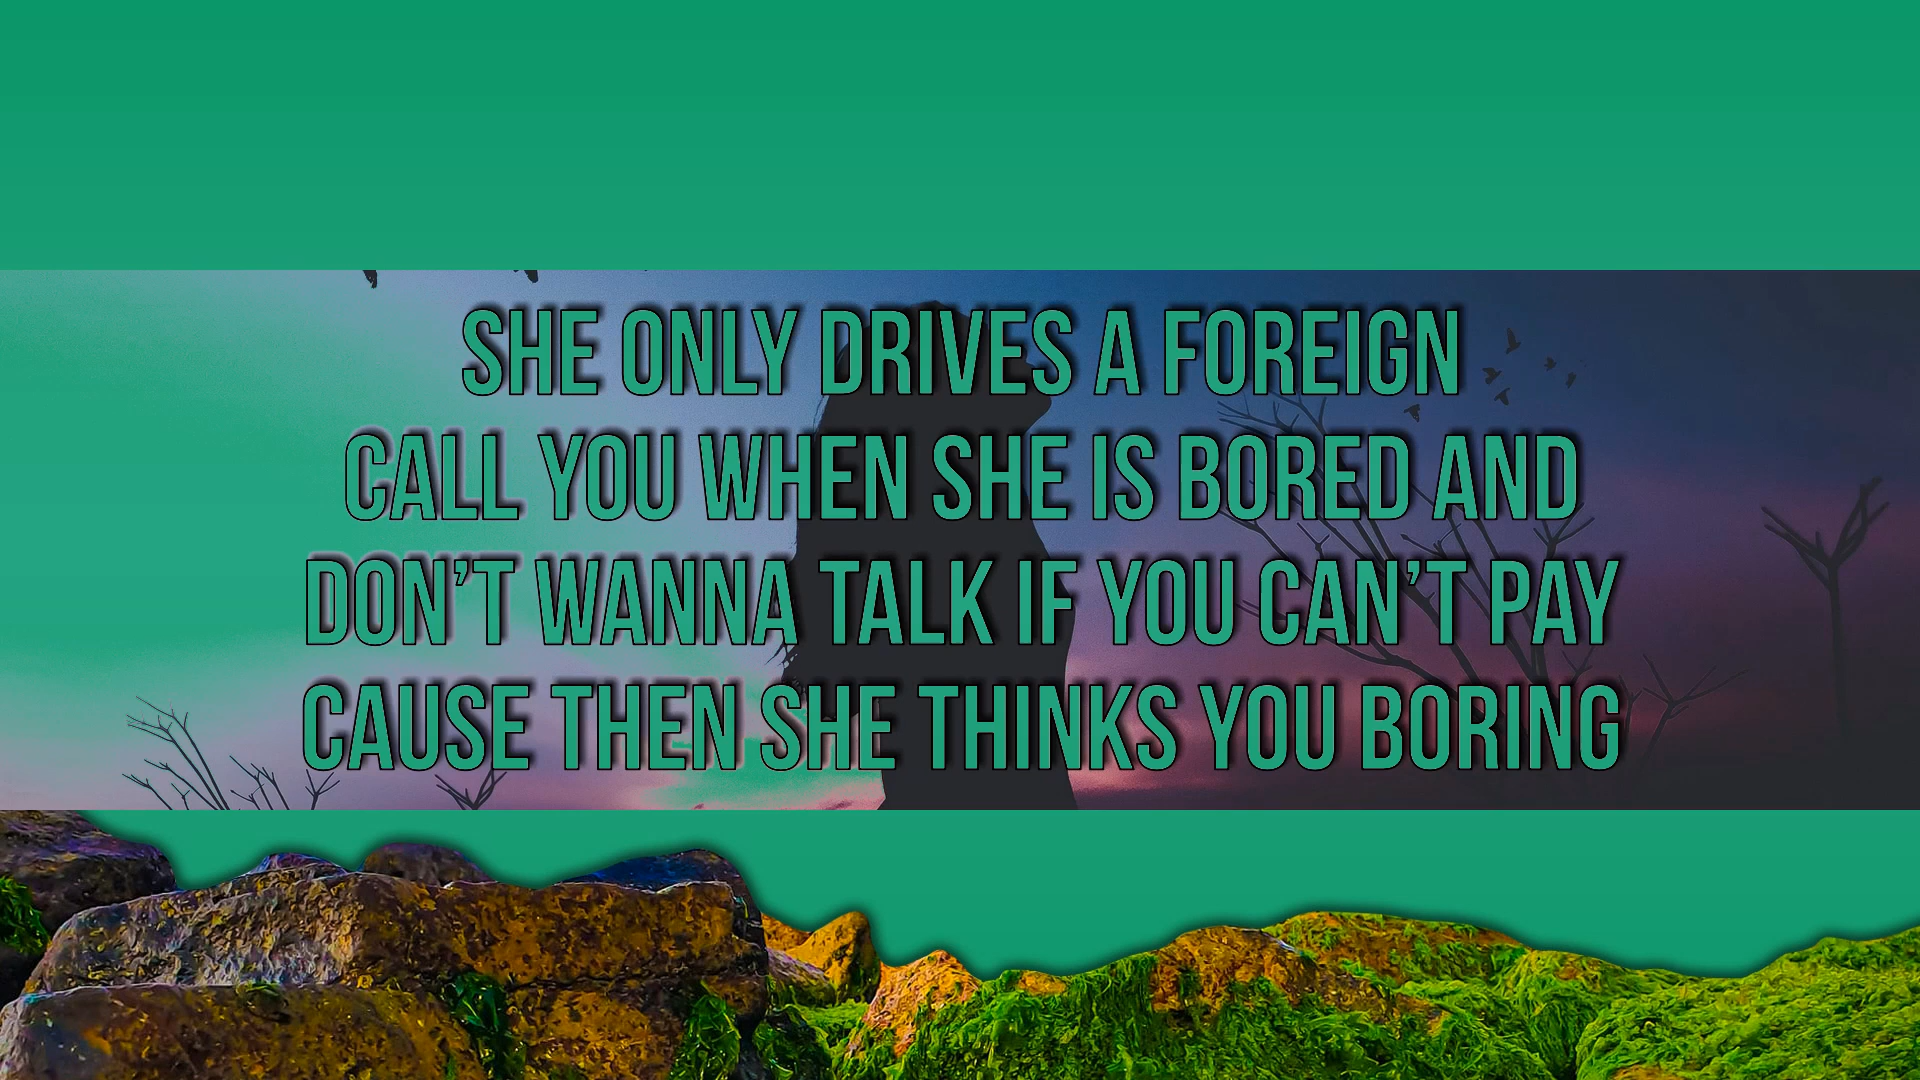 SHE ONLY DRIVES A FOREIGN
CALL YOU WHEN SHE IS BORED AND
DON’T WANNA TALK IF YOU CAN’T PAY
CAUSE THEN SHE THINKS YOU BORING